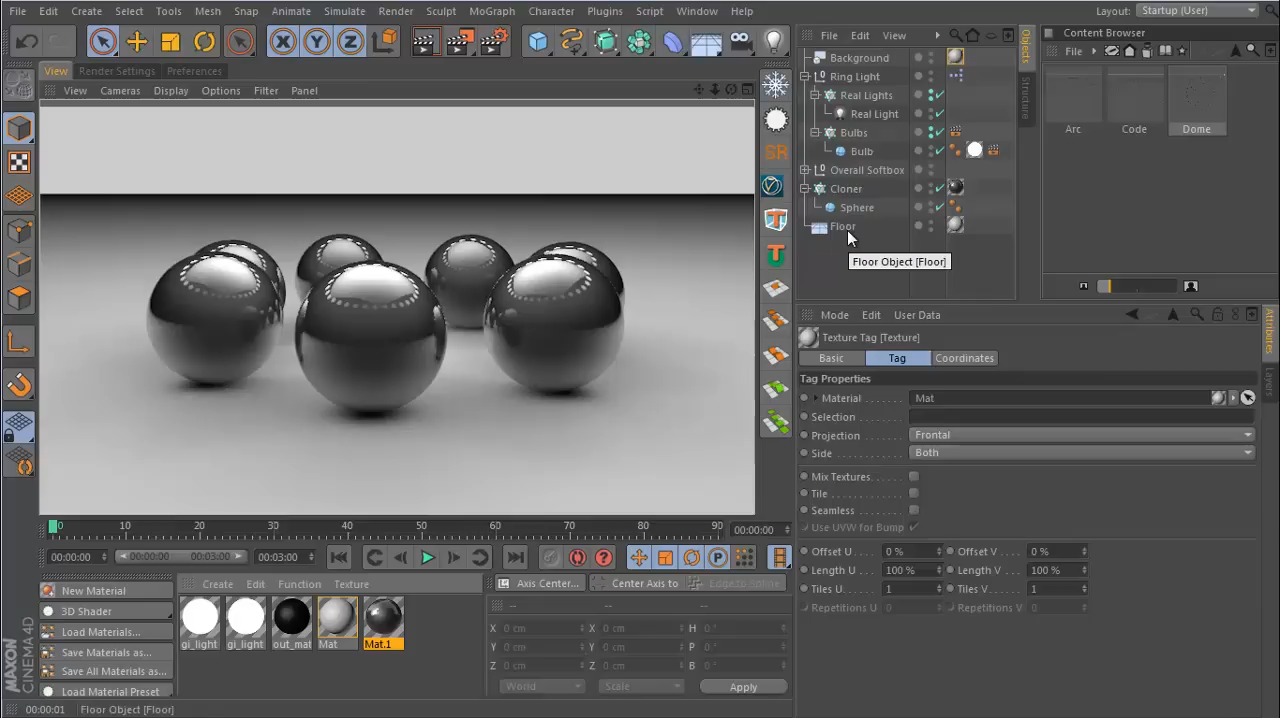 File Edit Create Select Tools Mesh Snap Animate Simulate Render Sculpt MoGraph Character Plugins Script Window Help Layout: Startup (User)
X Y Z
File Edit View
Content Browser
File
View Render Settings Preferences
View Cameras Display Options Filter Panel
SR
Background
Ring Light
Real Lights
Real Light
Bulbs
Bulb
Overall Softbox
Cloner
Sphere
Floor
Floor Object [Floor]
Objects
Structure
Arc Code Dome
Mode Edit User Data
Attributes
Layers
Texture Tag [Texture]
Basic Tag Coordinates
Tag Properties
Material Mat
Selection
Projection Frontal
Side Both
Mix Textures
Tile
Seamless
Use UVW for Bump
Offset U 0 % Offset V 0 %
Length U 100 % Length V 100 %
Tiles U 1 Tiles V 1
Repetitions U 0 Repetitions V 0
0 10 20 30 40 50 60 70 80 90 00:00:00
00:00:00 00:00:00 00:03:00 00:03:00
New Material
3D Shader
Load Materials...
Save Materials as...
Save All Materials as...
Load Material Preset
Create Edit Function Texture
gi_light gi_light out_mat Mat Mat.1
Axis Center... Center Axis to Edge to Spline
-- -- --
X 0 cm X 0 cm H 0 °
Y 0 cm Y 0 cm P 0 °
Z 0 cm Z 0 cm B 0 °
World Scale Apply
MAXON CINEMA 4D
00:00:01 Floor Object [Floor]